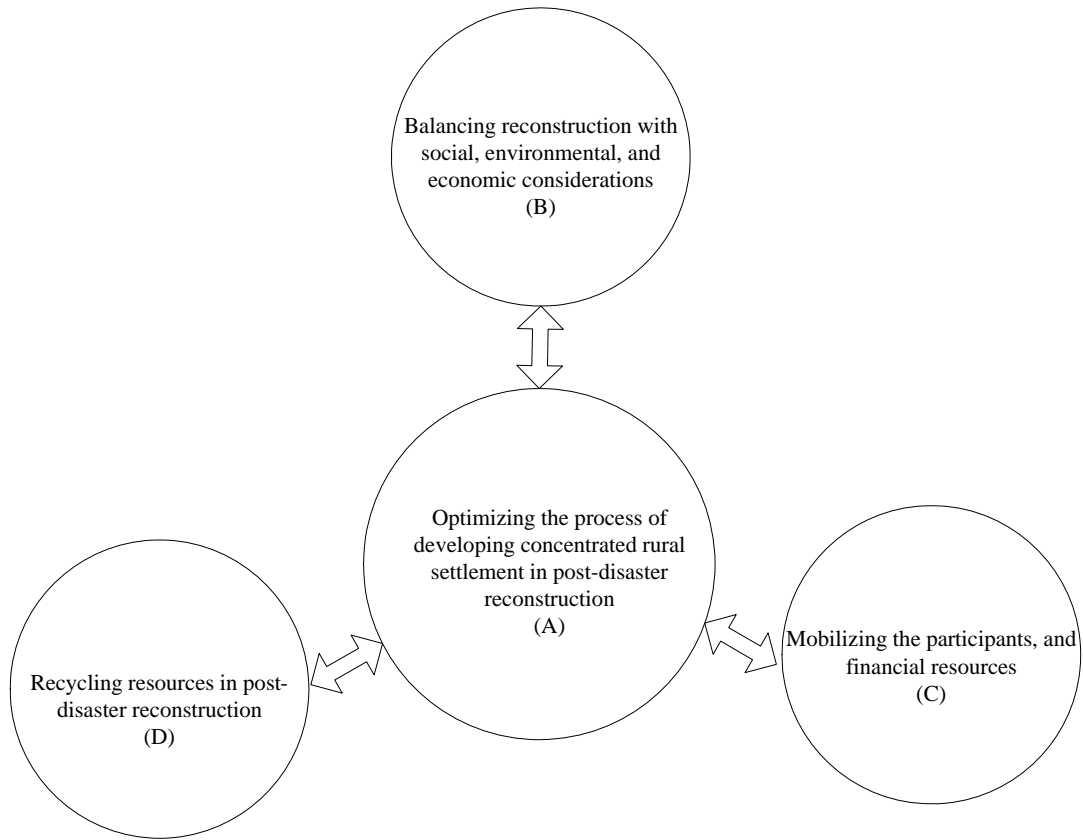 Balancing reconstruction with
social, environmental, and
economic considerations
(B)
Optimizing the process of
developing concentrated rural
settlement in post-disaster
reconstruction
(A)
Mobilizing the participants, and
financial resources
(C)
Recycling resources in post-
disaster reconstruction
(D)